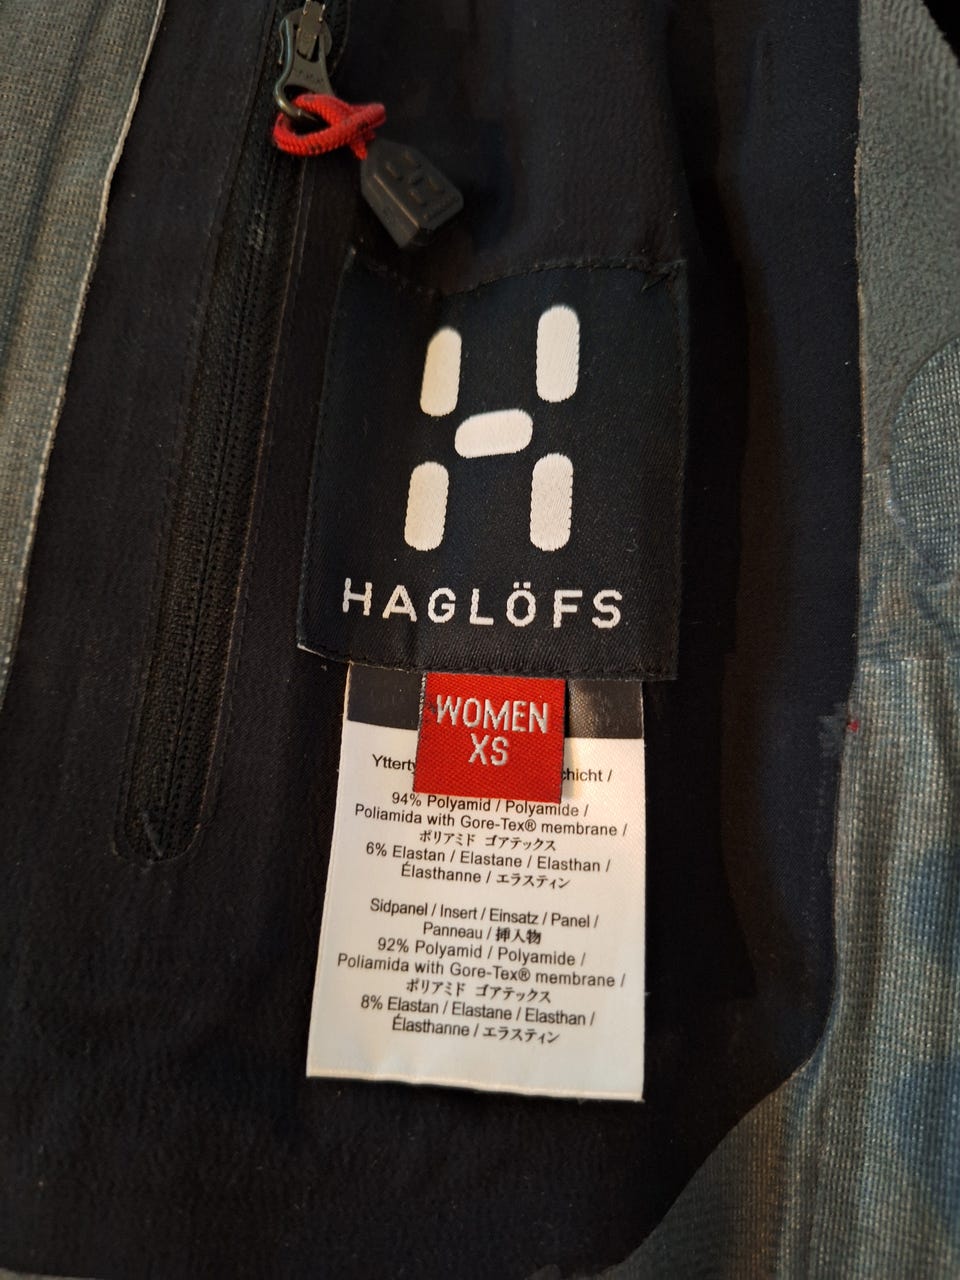 HAGLÖFS
WOMEN
XS
chicht /
94% Polyamid / Polyamide /
Poliamida with Gore-Tex® membrane /
ポリアミド ゴアテックス
6% Elastan / Elastane / Elasthan /
Élasthanne / エラスティン
Sidpanel / Insert / Einsatz / Panel /
Panneau / 挿入物
92% Polyamid / Polyamide /
Poliamida with Gore-Tex® membrane /
ポリアミド ゴアテックス
8% Elastan / Elastane / Elasthan /
Élasthanne / エラスティン